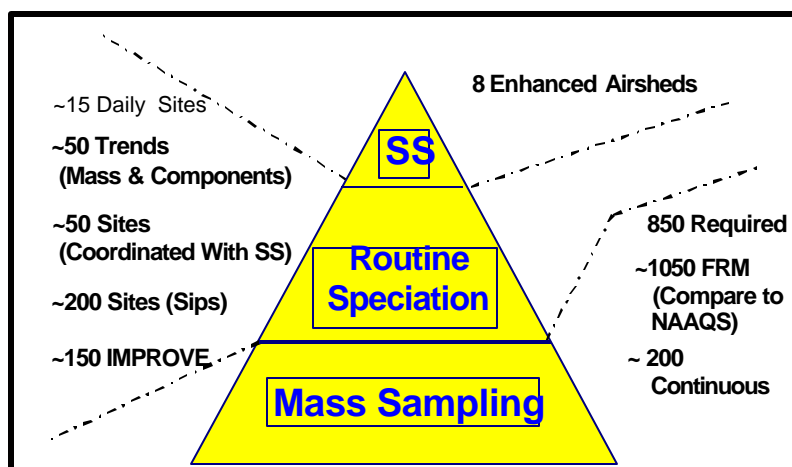 8 Enhanced Airsheds
~15 Daily Sites
~50 Trends
(Mass & Components)
SS
~50 Sites
(Coordinated With SS)
850 Required
Routine
Speciation
~1050 FRM
(Compare to
NAAQS)
~200 Sites (Sips)
~150 IMPROVE
~ 200
Continuous
Mass Sampling